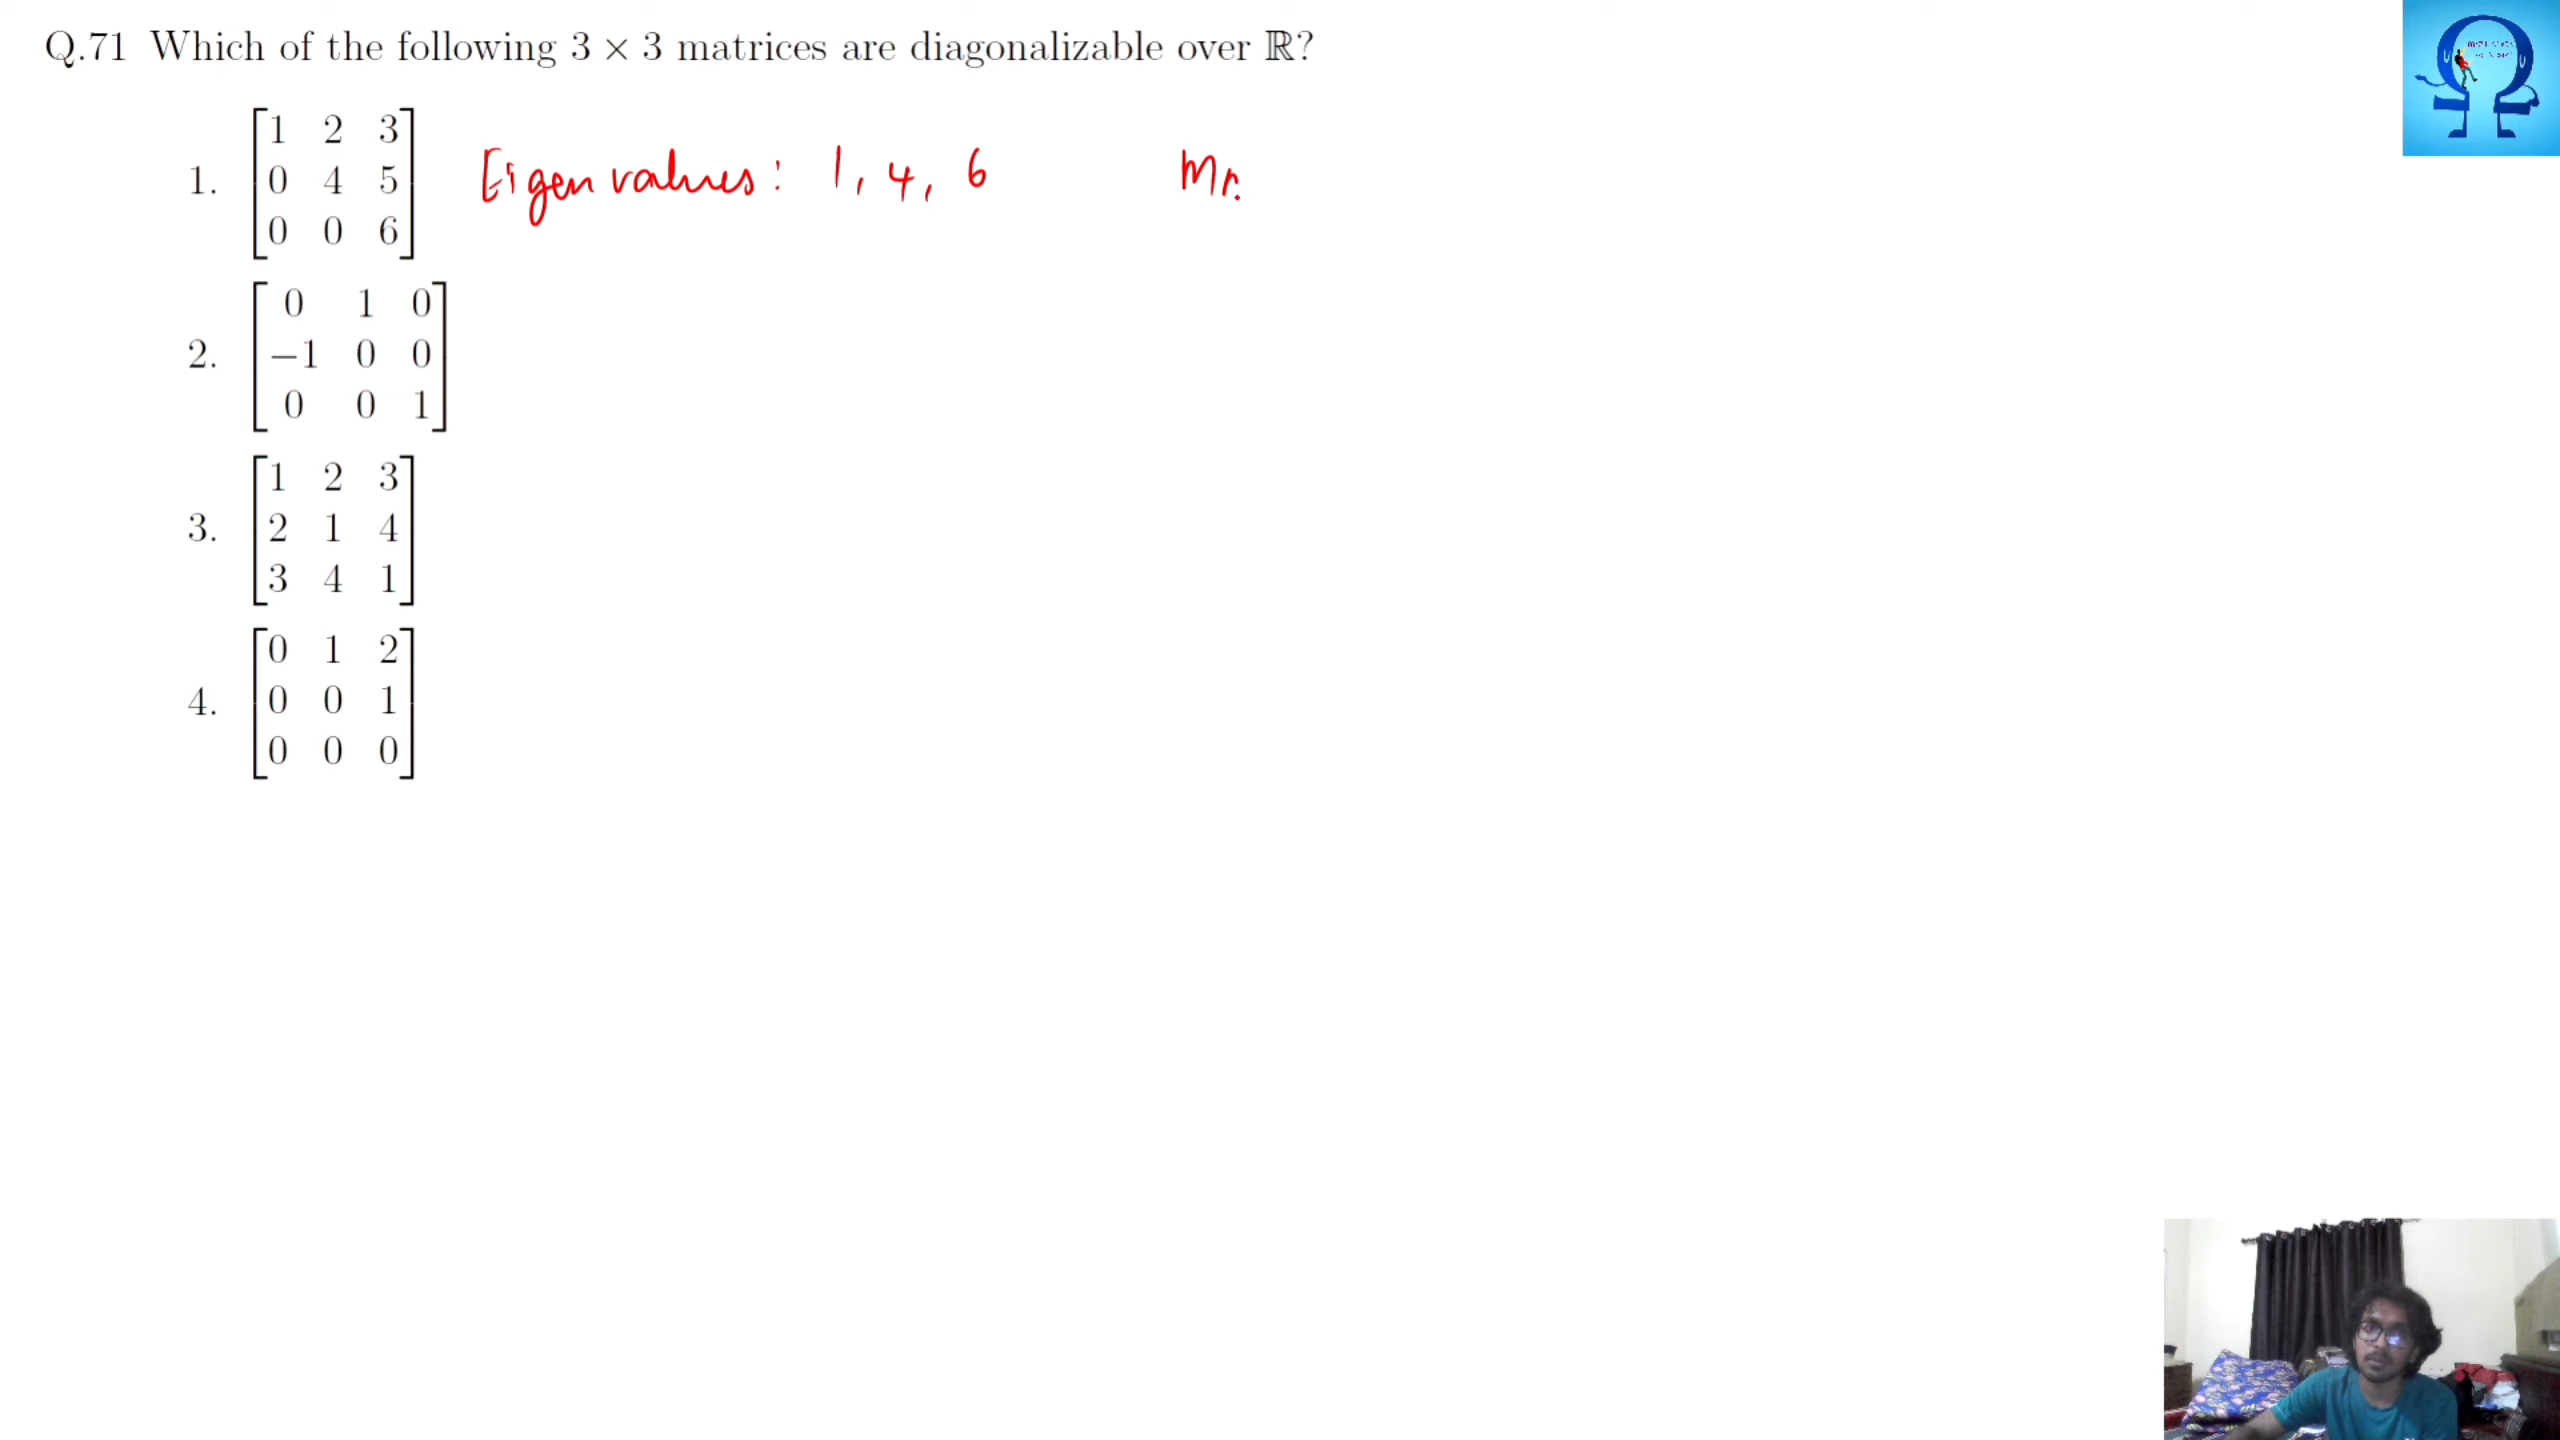 Q.71 Which of the following 3 × 3 matrices are diagonalizable over ℝ?
1. [1 2 3
0 4 5
0 0 6] Eigen values: 1, 4, 6 Mr.
2. [0 1 0
−1 0 0
0 0 1]
3. [1 2 3
2 1 4
3 4 1]
4. [0 1 2
0 0 1
0 0 0]